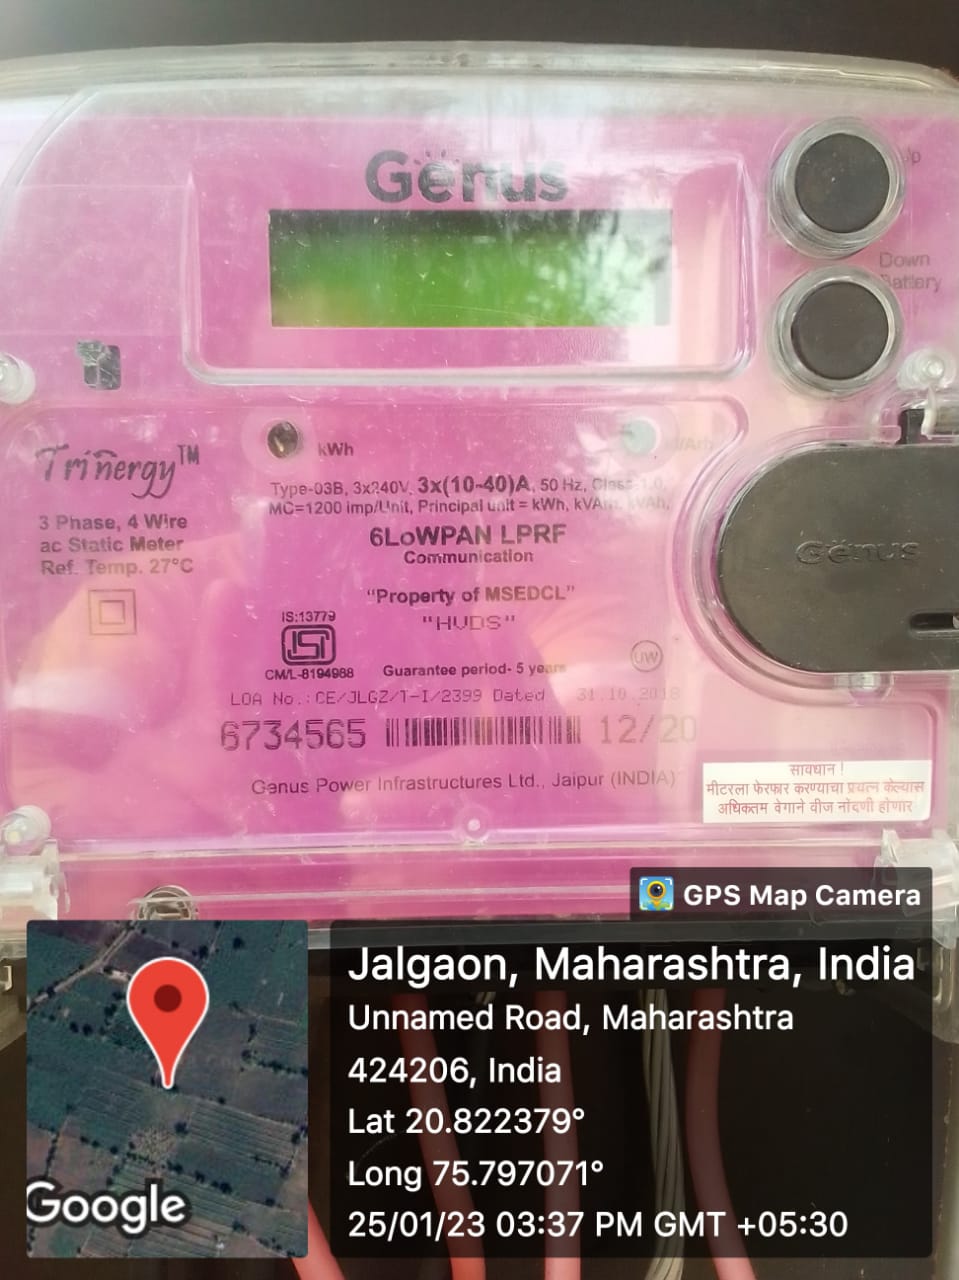 Genus
Up
Down
Battery
kWh
kVArh
Trinergy™
3 Phase, 4 Wire
ac Static Meter
Ref. Temp. 27°C
Type-03B, 3x240V, 3x(10-40)A, 50 Hz, Class-1.0,
MC=1200 imp/Unit, Principal unit = kWh, kVArh, kVAh,
6LoWPAN LPRF
Communication
"Property of MSEDCL"
"HVDS"
Genus
IS:13779
ISI
CM/L-8194988
Guarantee period- 5 years
UW
LOA No.:CE/JLGZ/T-I/2399 Dated 31.10.2018
6734565 12/20
Genus Power Infrastructures Ltd., Jaipur (INDIA)
सावधान !
मीटरला फेरफार करण्याचा प्रयत्न केल्यास
अधिकतम वेगाने वीज नोंदणी होणार
GPS Map Camera
Jalgaon, Maharashtra, India
Unnamed Road, Maharashtra
424206, India
Lat 20.822379°
Long 75.797071°
25/01/23 03:37 PM GMT +05:30
Google